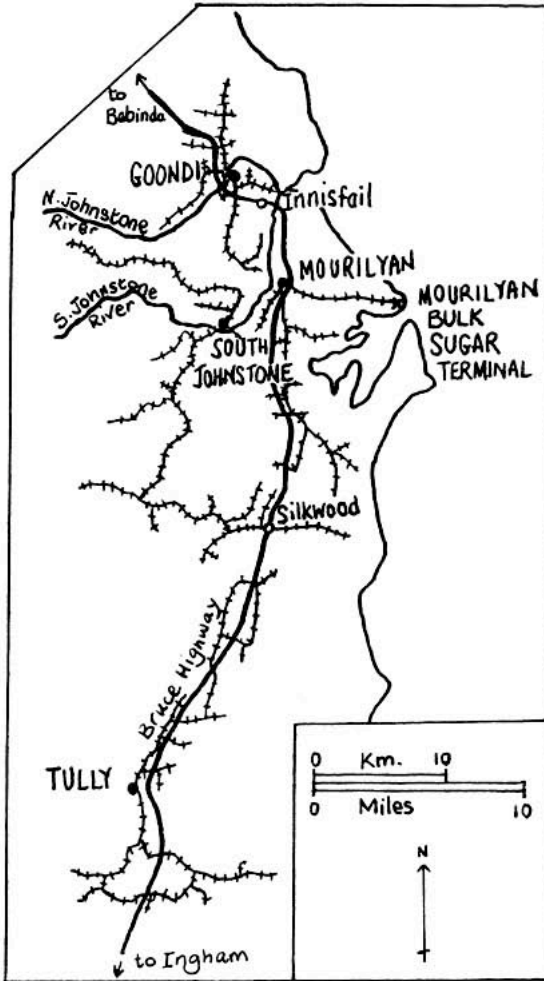 to
Babinda
GOONDI
Innisfail
N. Johnstone
River
MOURILYAN
S. Johnstone
River
MOURILYAN
BULK
SUGAR
TERMINAL
SOUTH
JOHNSTONE
Silkwood
Bruce Highway
TULLY
0 Km. 10
0 Miles 10
N
to Ingham